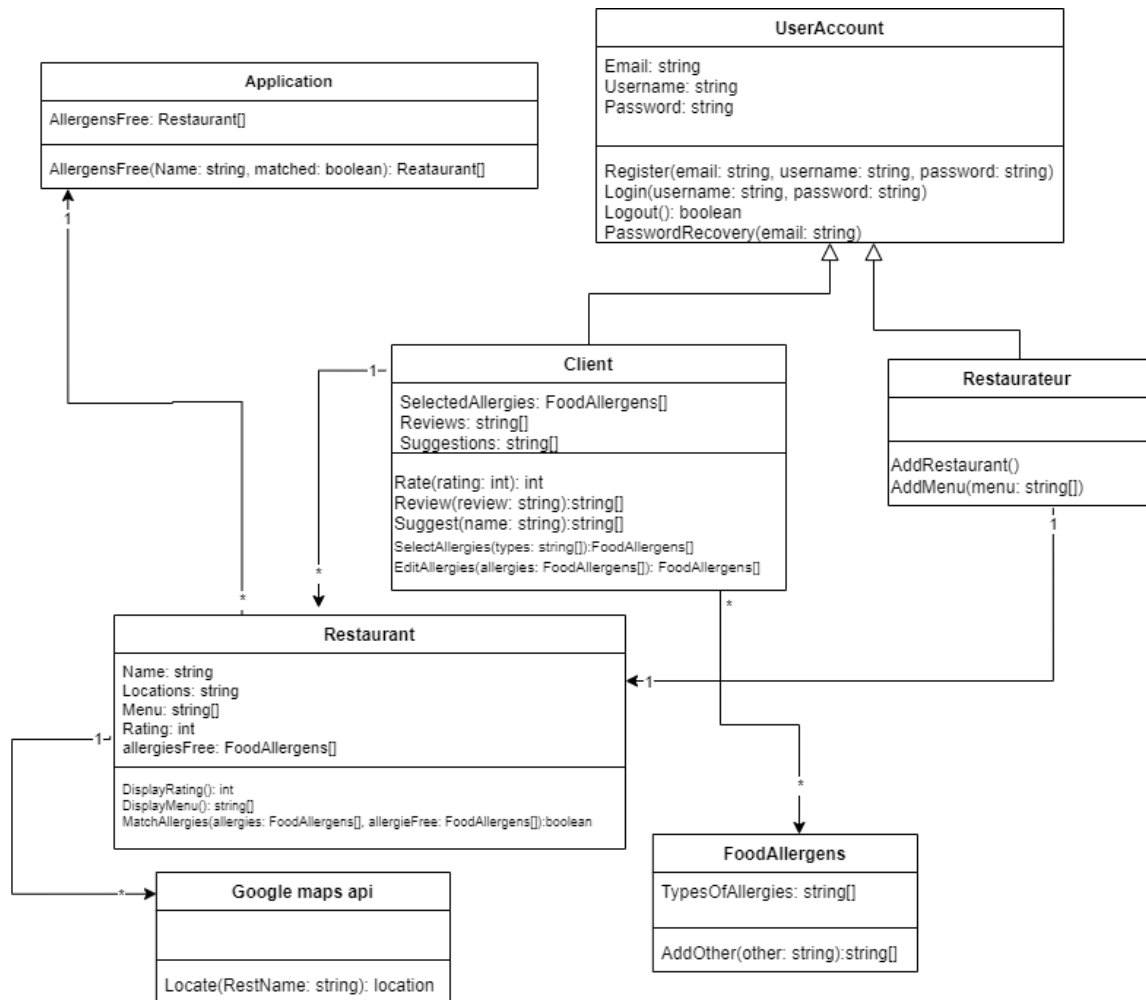 UserAccount
Email: string
Username: string
Password: string
Register(email: string, username: string, password: string)
Login(username: string, password: string)
Logout(): boolean
PasswordRecovery(email: string)
Application
AllergensFree: Restaurant[]
AllergensFree(Name: string, matched: boolean): Reataurant[]
1
*
Client
SelectedAllergies: FoodAllergens[]
Reviews: string[]
Suggestions: string[]
Rate(rating: int): int
Review(review: string):string[]
Suggest(name: string):string[]
SelectAllergies(types: string[]):FoodAllergens[]
EditAllergies(allergies: FoodAllergens[]): FoodAllergens[]
1
*
Restaurateur
AddRestaurant()
AddMenu(menu: string[])
1
1
Restaurant
Name: string
Locations: string
Menu: string[]
Rating: int
allergiesFree: FoodAllergens[]
DisplayRating(): int
DisplayMenu(): string[]
MatchAllergies(allergies: FoodAllergens[], allergieFree: FoodAllergens[]):boolean
1
*
*
*
Google maps api
Locate(RestName: string): location
FoodAllergens
TypesOfAllergies: string[]
AddOther(other: string):string[]